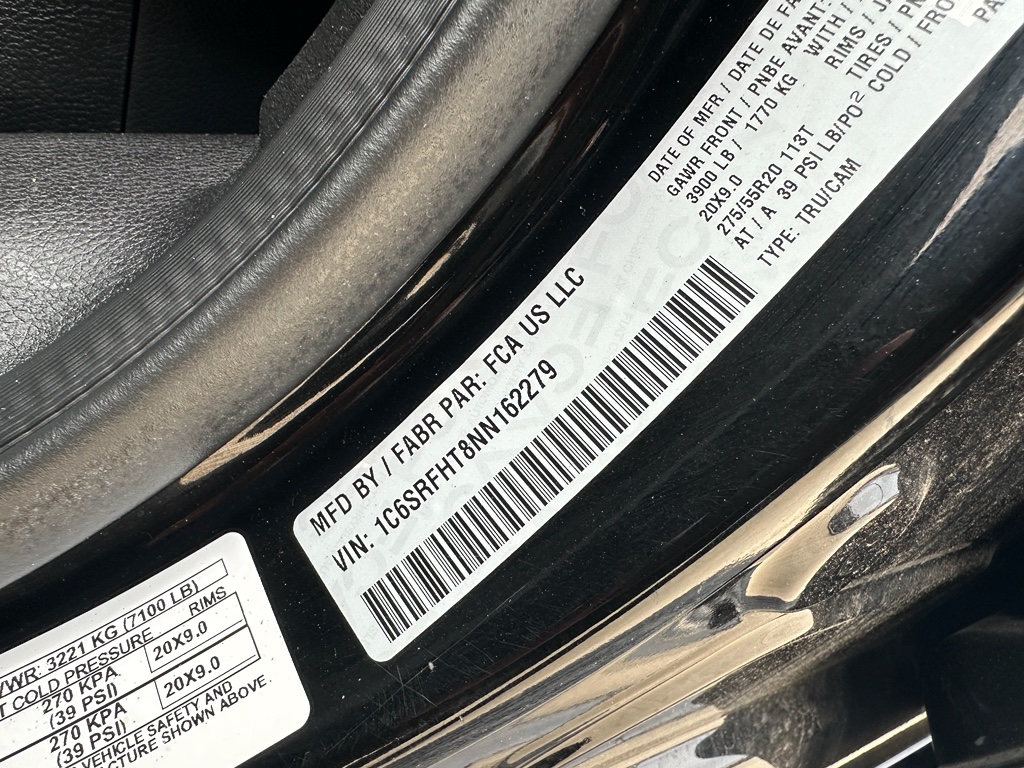 MFD BY / FABR PAR: FCA US LLC
VIN: 1C6SRFHT8NN162279
DATE OF MFR / DATE DE
GAWR FRONT / PNBE AVANT:
3900 LB / 1770 KG WITH /
20X9.0 RIMS /
275/55R20 113T TIRES /
AT / A 39 PSI LB/PO² COLD /
TYPE: TRU/CAM
3221 KG (7100 LB)
COLD PRESSURE RIMS
270 KPA 20X9.0
(39 PSI)
270 KPA 20X9.0
(39 PSI)
VEHICLE SAFETY AND
SHOWN ABOVE.